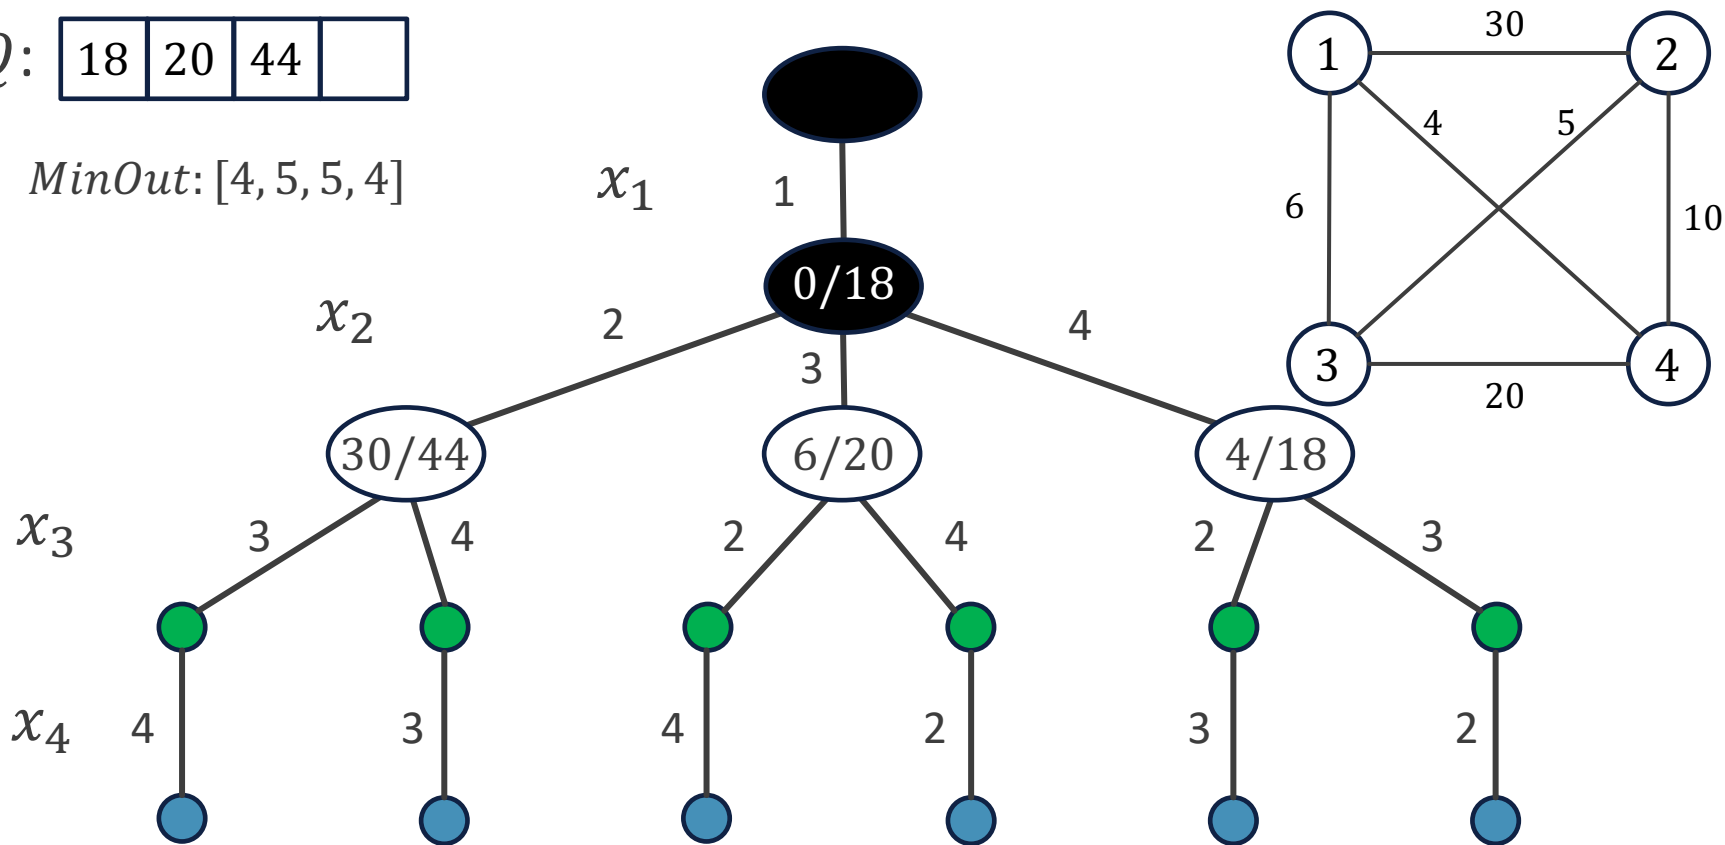 Q: 18 20 44
MinOut: [4, 5, 5, 4]
x₁ 1
0/18
x₂ 2 3 4
30/44 6/20 4/18
x₃ 3 4 2 4 2 3
x₄ 4 3 4 2 3 2
1 30 2
4 5
6 10
3 20 4